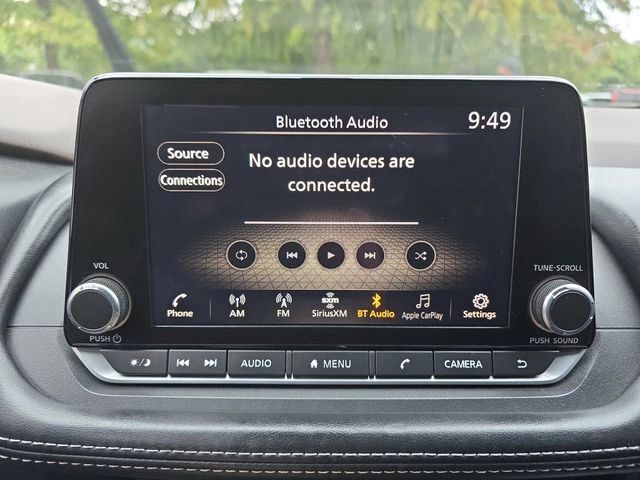 Bluetooth Audio 9:49
Source
Connections
No audio devices are
connected.
VOL
TUNE·SCROLL
Phone AM FM sxm SiriusXM BT Audio Apple CarPlay Settings
PUSH
PUSH SOUND
AUDIO MENU CAMERA